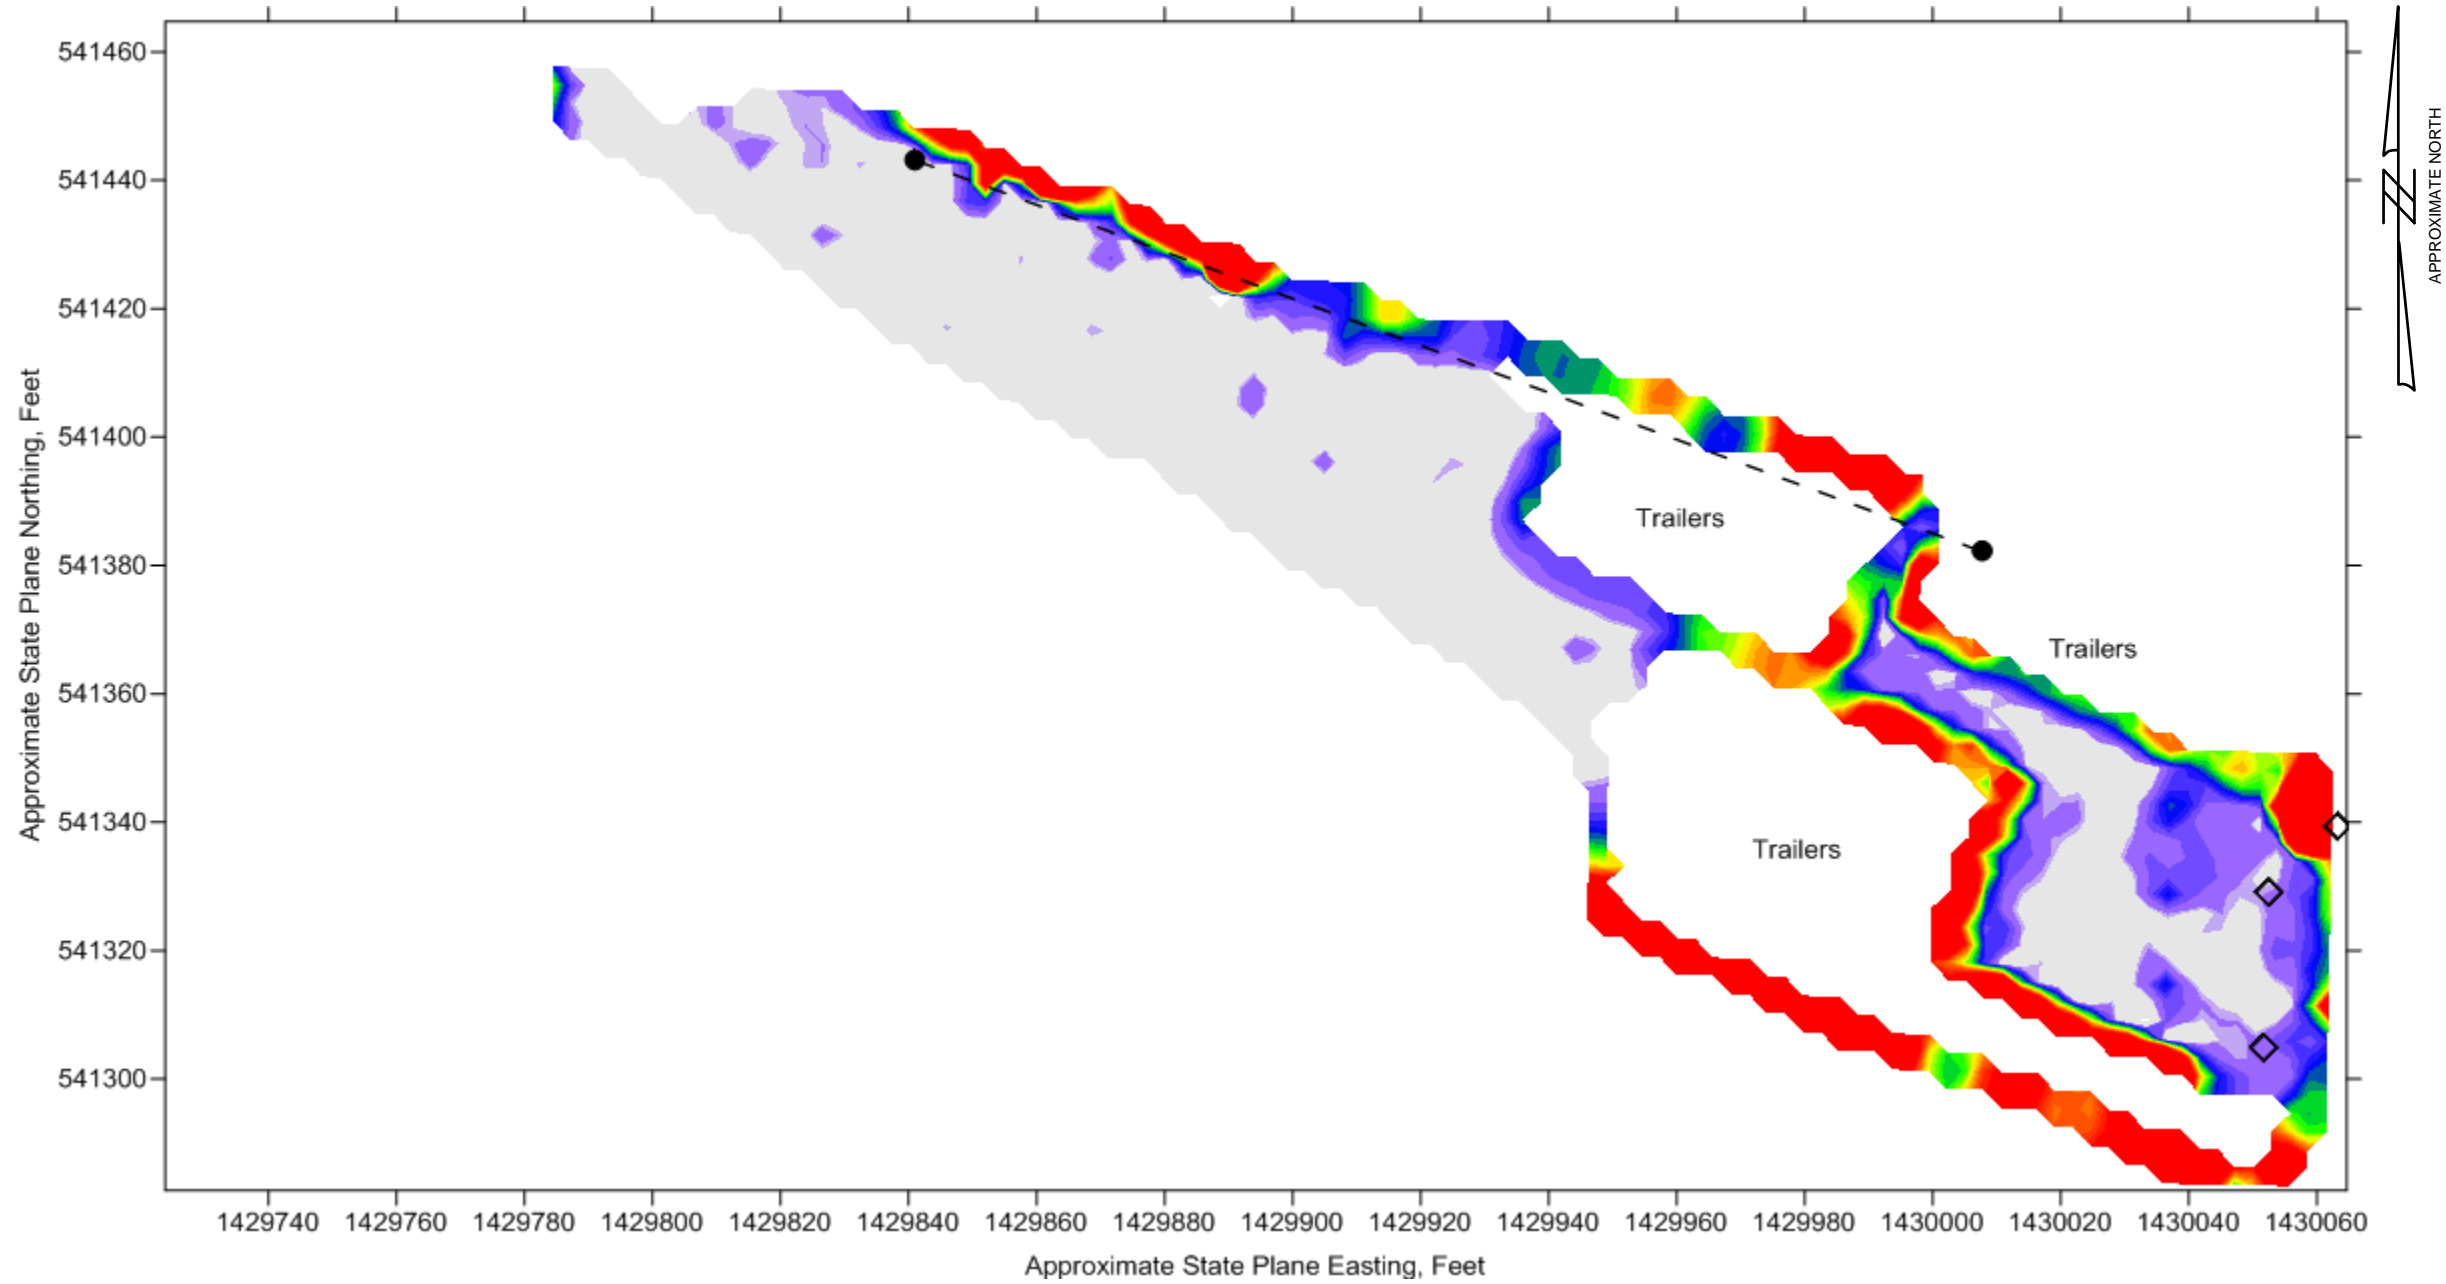 541460
541440
541420
541400
541380
541360
541340
541320
541300
Approximate State Plane Northing, Feet
Trailers
Trailers
Trailers
1429740 1429760 1429780 1429800 1429820 1429840 1429860 1429880 1429900 1429920 1429940 1429960 1429980 1430000 1430020 1430040 1430060
Approximate State Plane Easting, Feet
N
APPROXIMATE NORTH